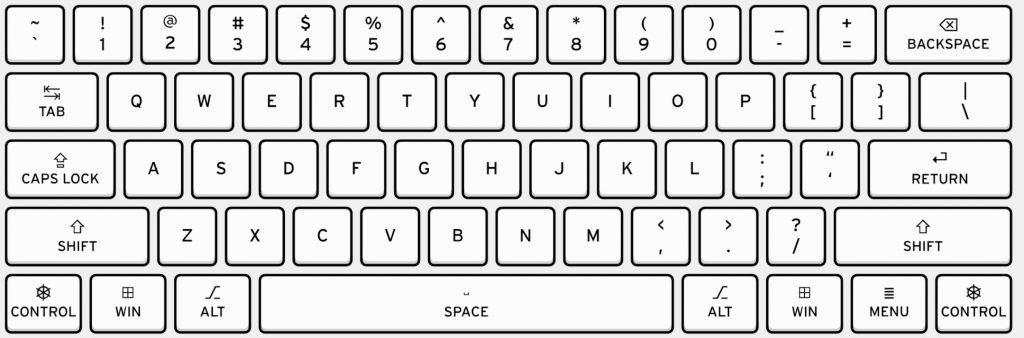 ~ ! @ # $ % ^ & * ( ) _ +
` 1 2 3 4 5 6 7 8 9 0 - = BACKSPACE
TAB Q W E R T Y U I O P { } |
[ ] \
CAPS LOCK A S D F G H J K L : “ RETURN
; ‘
SHIFT Z X C V B N M < > ? SHIFT
, . /
CONTROL WIN ALT SPACE ALT WIN MENU CONTROL